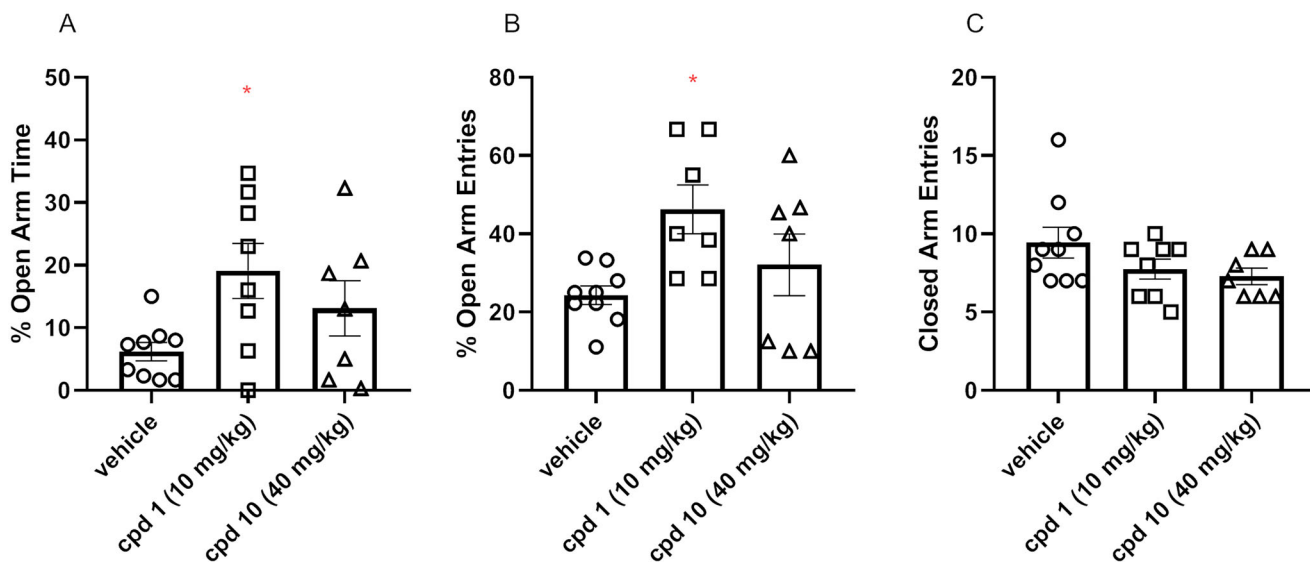 A
B
C
% Open Arm Time
50
40
30
20
10
0
*
vehicle
cpd 1 (10 mg/kg)
cpd 10 (40 mg/kg)
% Open Arm Entries
80
60
40
20
0
*
vehicle
cpd 1 (10 mg/kg)
cpd 10 (40 mg/kg)
Closed Arm Entries
20
15
10
5
0
vehicle
cpd 1 (10 mg/kg)
cpd 10 (40 mg/kg)